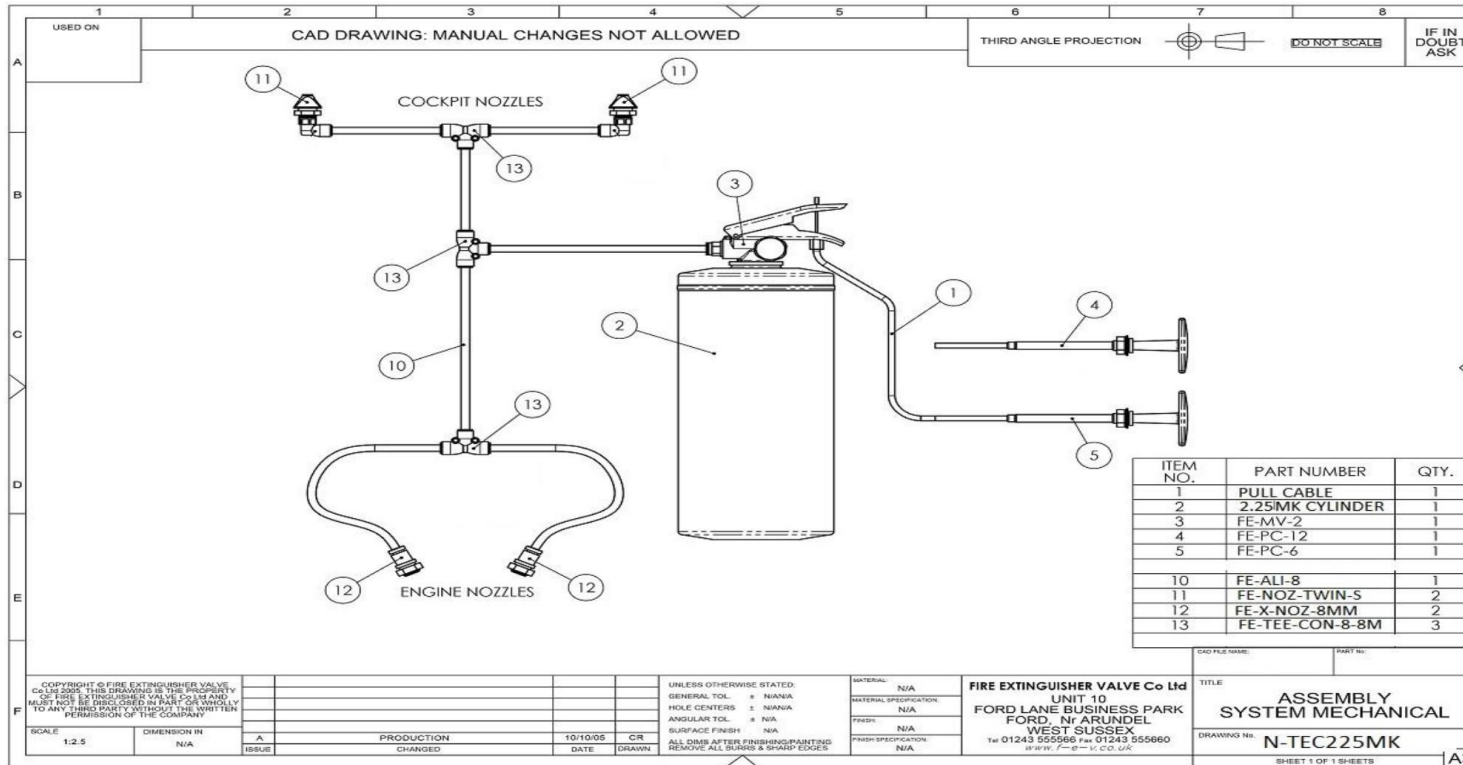 1 2 3 4 5 6 7 8
USED ON
CAD DRAWING: MANUAL CHANGES NOT ALLOWED
THIRD ANGLE PROJECTION
DO NOT SCALE
IF IN
DOUBT
ASK
A
B
C
D
E
F
11
COCKPIT NOZZLES
11
13
3
13
1
4
2
10
13
5
12
ENGINE NOZZLES
12
ITEM NO. PART NUMBER QTY.
1 PULL CABLE 1
2 2.25MK CYLINDER 1
3 FE-MV-2 1
4 FE-PC-12 1
5 FE-PC-6 1
10 FE-ALI-8 1
11 FE-NOZ-TWIN-S 2
12 FE-X-NOZ-8MM 2
13 FE-TEE-CON-8-8M 3
CAD FILE NAME: PART No:
COPYRIGHT © FIRE EXTINGUISHER VALVE
Co Ltd 2005. THIS DRAWING IS THE PROPERTY
OF FIRE EXTINGUISHER VALVE Co Ltd AND
MUST NOT BE DISCLOSED IN PART OR WHOLLY
TO ANY THIRD PARTY WITHOUT THE WRITTEN
PERMISSION OF THE COMPANY
SCALE
1:2.5
DIMENSION IN
N/A
A PRODUCTION 10/10/05 CR
ISSUE CHANGED DATE DRAWN
UNLESS OTHERWISE STATED:
GENERAL TOL. ± N/AN/A
HOLE CENTERS ± N/AN/A
ANGULAR TOL. ± N/A
SURFACE FINISH N/A
ALL DIMS AFTER FINISHING/PAINTING
REMOVE ALL BURRS & SHARP EDGES
MATERIAL:
N/A
MATERIAL SPECIFICATION:
N/A
FINISH:
N/A
FINISH SPECIFICATION:
N/A
FIRE EXTINGUISHER VALVE Co Ltd
UNIT 10
FORD LANE BUSINESS PARK
FORD, Nr ARUNDEL
WEST SUSSEX
Tel 01243 555566 Fax 01243 555660
www.f-e-v.co.uk
TITLE
ASSEMBLY
SYSTEM MECHANICAL
DRAWING No.
N-TEC225MK
SHEET 1 OF 1 SHEETS